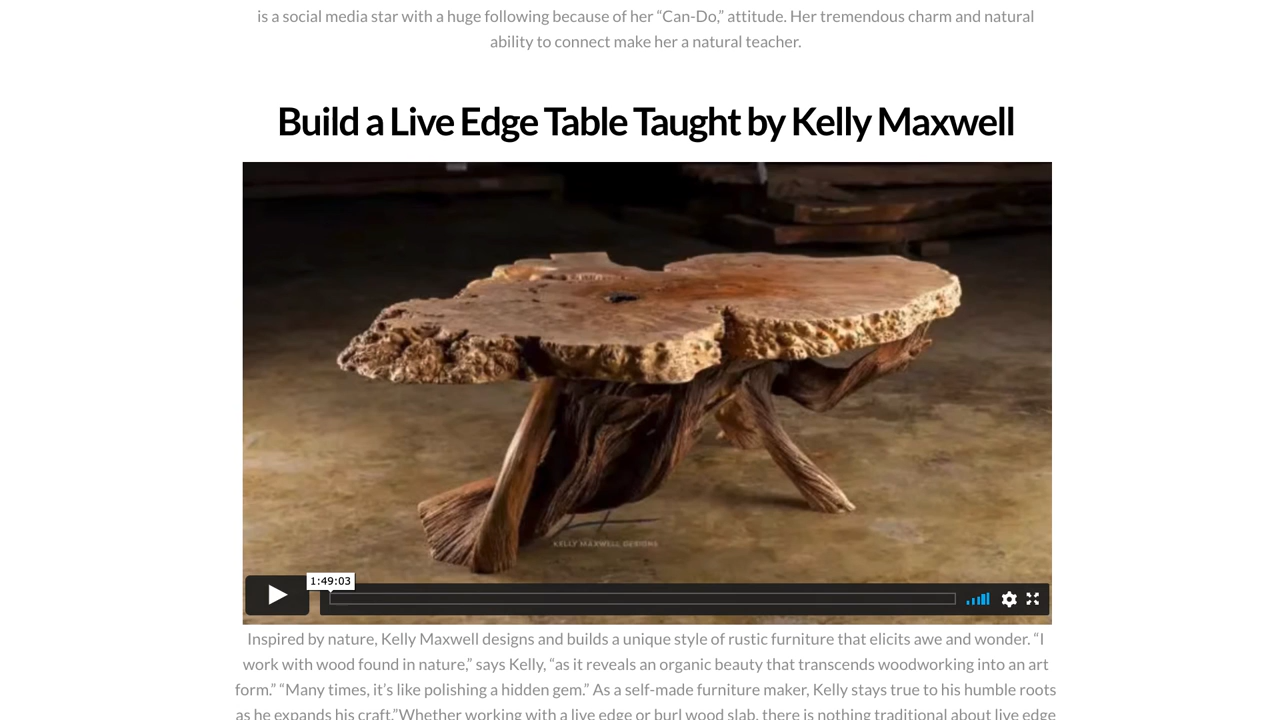 is a social media star with a huge following because of her “Can-Do,” attitude. Her tremendous charm and natural
ability to connect make her a natural teacher.
Build a Live Edge Table Taught by Kelly Maxwell
KELLY MAXWELL DESIGNS
1:49:03
Inspired by nature, Kelly Maxwell designs and builds a unique style of rustic furniture that elicits awe and wonder. “I
work with wood found in nature,” says Kelly, “as it reveals an organic beauty that transcends woodworking into an art
form.” “Many times, it’s like polishing a hidden gem.” As a self-made furniture maker, Kelly stays true to his humble roots
as he expands his craft.”Whether working with a live edge or burl wood slab, there is nothing traditional about live edge